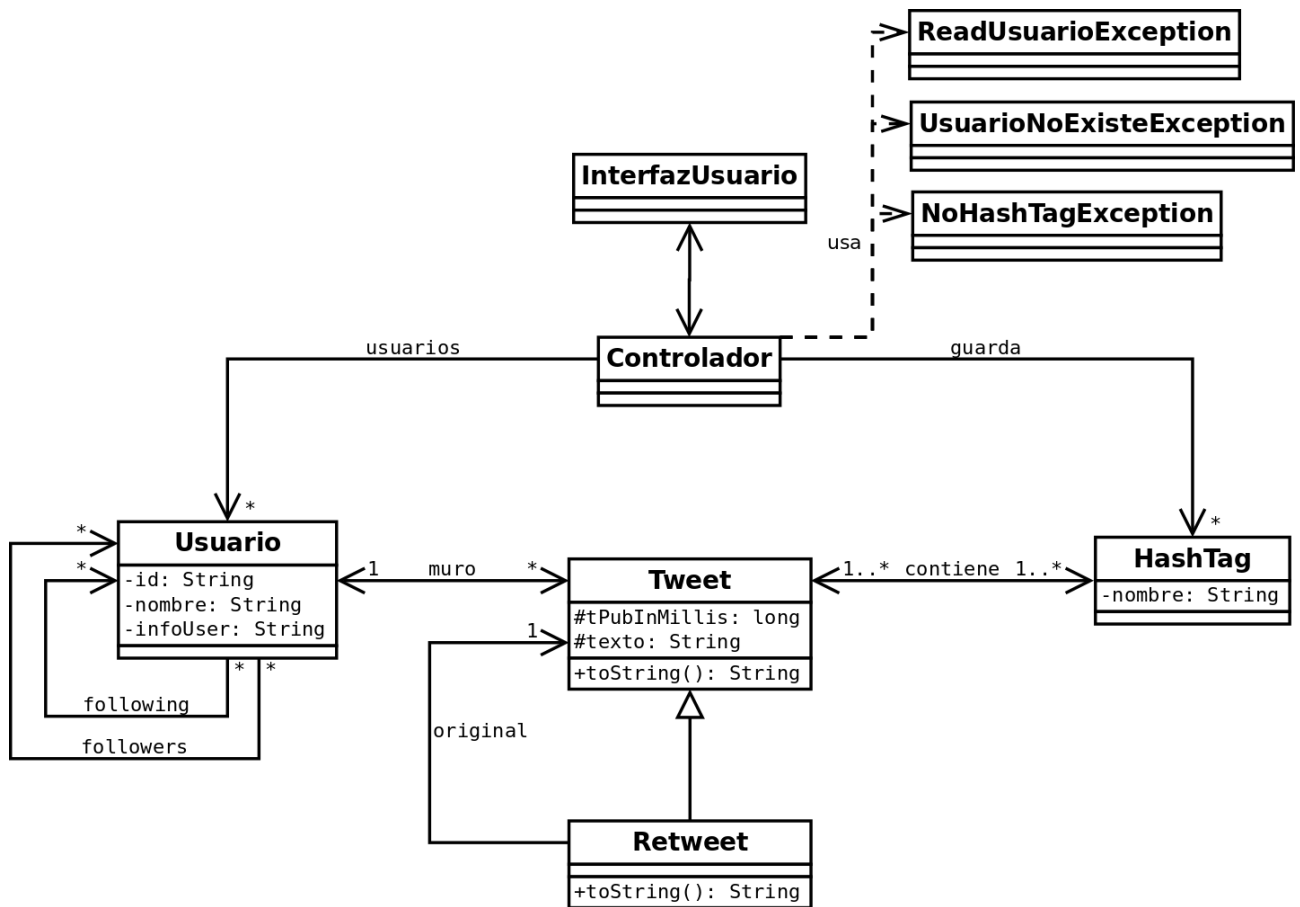 ReadUsuarioException
UsuarioNoExisteException
InterfazUsuario
NoHashTagException
usa
usuarios
Controlador
guarda
*
*
*
*
Usuario
-id: String
-nombre: String
-infoUser: String
1 muro *
Tweet
#tPubInMillis: long
#texto: String
+toString(): String
1..* contiene 1..*
HashTag
-nombre: String
1
* *
following
followers
original
Retweet
+toString(): String